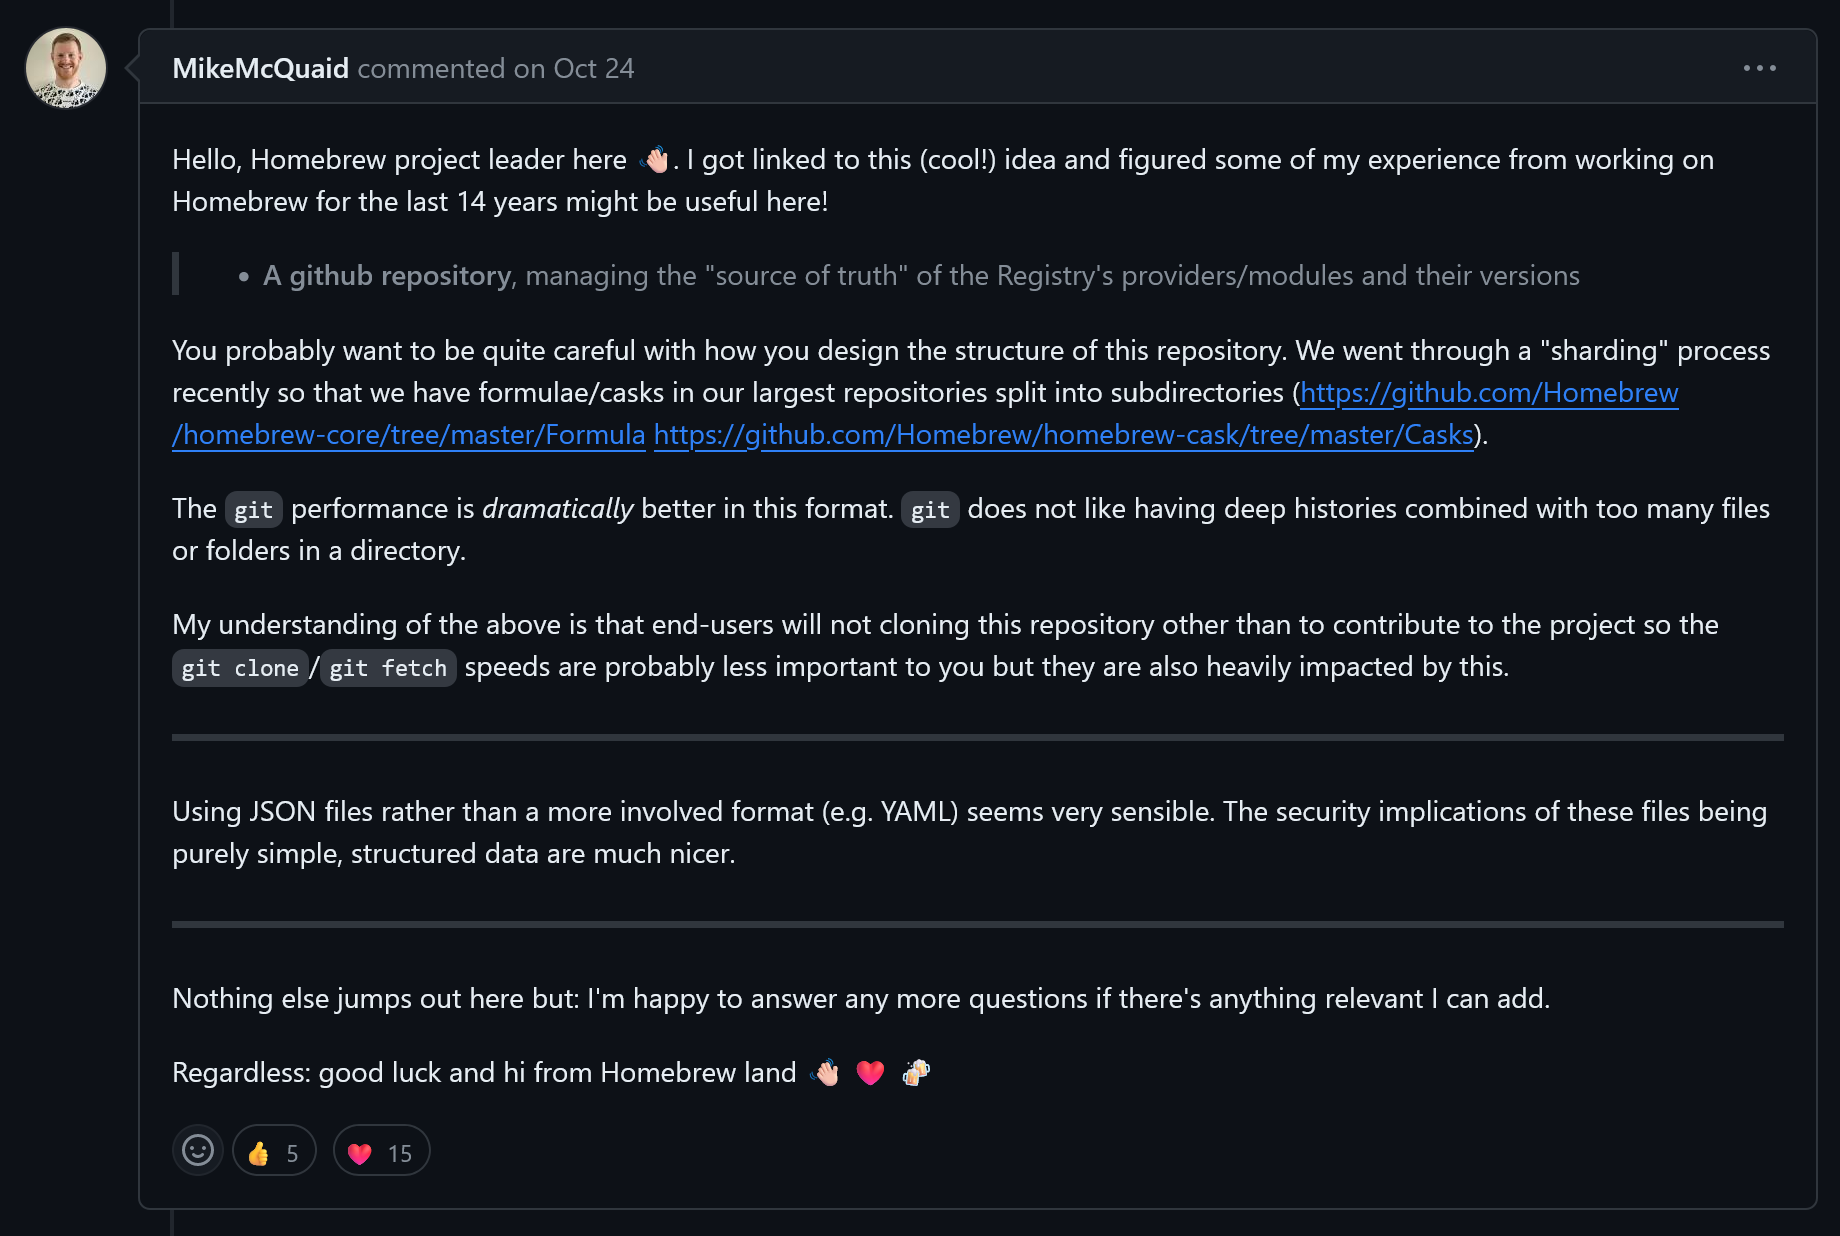 MikeMcQuaid commented on Oct 24
Hello, Homebrew project leader here 👋. I got linked to this (cool!) idea and figured some of my experience from working on
Homebrew for the last 14 years might be useful here!
• A github repository, managing the "source of truth" of the Registry's providers/modules and their versions
You probably want to be quite careful with how you design the structure of this repository. We went through a "sharding" process
recently so that we have formulae/casks in our largest repositories split into subdirectories (https://github.com/Homebrew
/homebrew-core/tree/master/Formula https://github.com/Homebrew/homebrew-cask/tree/master/Casks).
The git performance is dramatically better in this format. git does not like having deep histories combined with too many files
or folders in a directory.
My understanding of the above is that end-users will not cloning this repository other than to contribute to the project so the
git clone/git fetch speeds are probably less important to you but they are also heavily impacted by this.
Using JSON files rather than a more involved format (e.g. YAML) seems very sensible. The security implications of these files being
purely simple, structured data are much nicer.
Nothing else jumps out here but: I'm happy to answer any more questions if there's anything relevant I can add.
Regardless: good luck and hi from Homebrew land 👋 ❤️ 🍻
👍 5 ❤️ 15